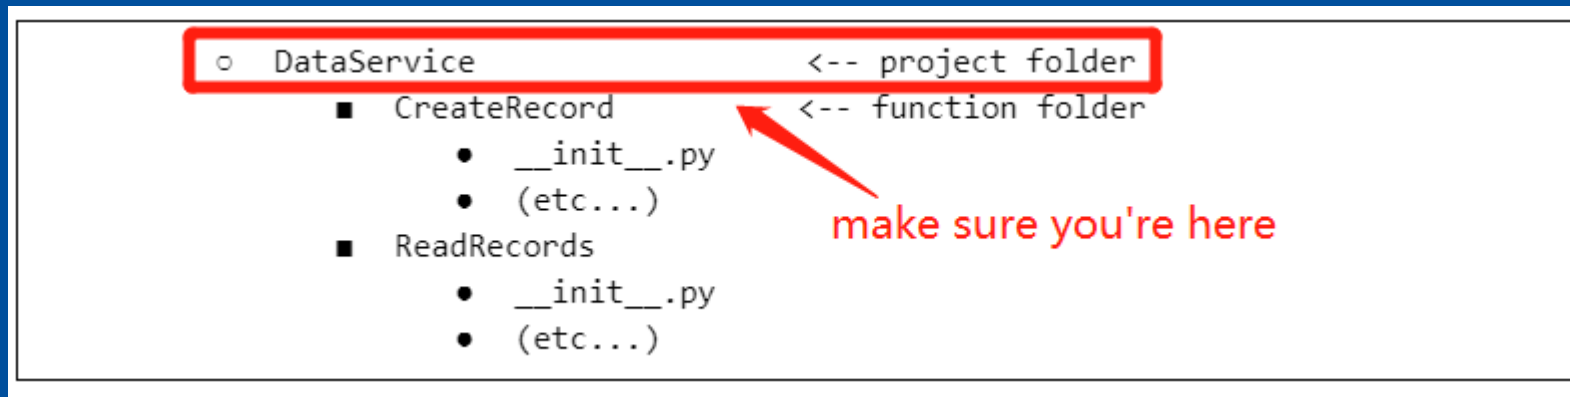 ○ DataService <-- project folder
■ CreateRecord <-- function folder
● __init__.py
● (etc...)
make sure you're here
■ ReadRecords
● __init__.py
● (etc...)